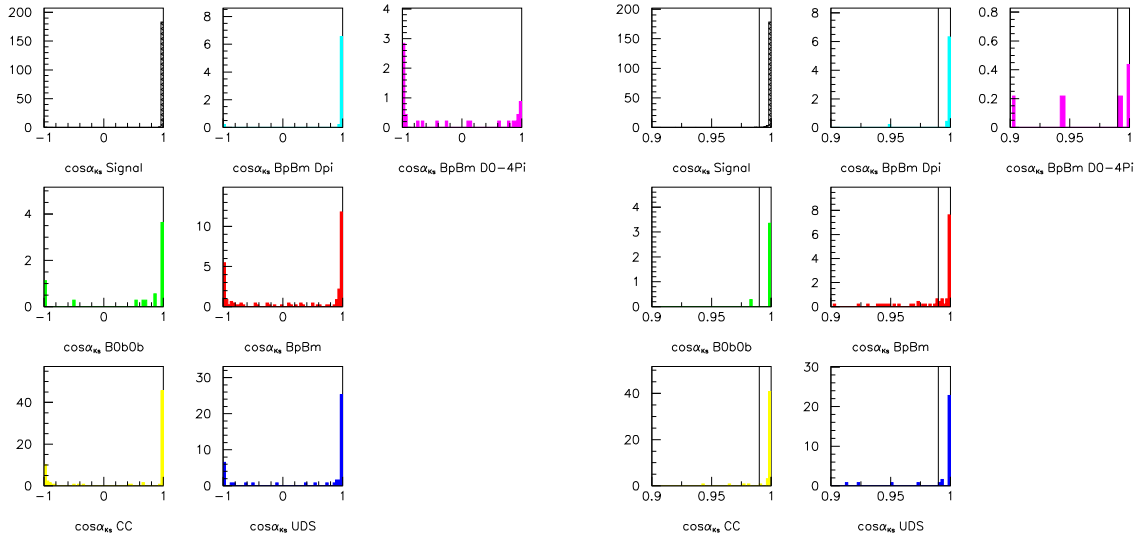 200 150 100 50 0 −1 0 1
8 6 4 2 0 −1 0 1
4 3 2 1 0 −1 0 1
200 150 100 50 0 0.9 0.95 1
8 6 4 2 0 0.9 0.95 1
0.8 0.6 0.4 0.2 0 0.9 0.95 1
cosα_Ks Signal
cosα_Ks BpBm Dpi
cosα_Ks BpBm D0−4Pi
cosα_Ks Signal
cosα_Ks BpBm Dpi
cosα_Ks BpBm D0−4Pi
4 2 0 −1 0 1
10 5 0 −1 0 1
4 3 2 1 0 0.9 0.95 1
8 6 4 2 0 0.9 0.95 1
cosα_Ks B0b0b
cosα_Ks BpBm
cosα_Ks B0b0b
cosα_Ks BpBm
40 20 0 −1 0 1
30 20 10 0 −1 0 1
40 20 0 0.9 0.95 1
30 20 10 0 0.9 0.95 1
cosα_Ks CC
cosα_Ks UDS
cosα_Ks CC
cosα_Ks UDS